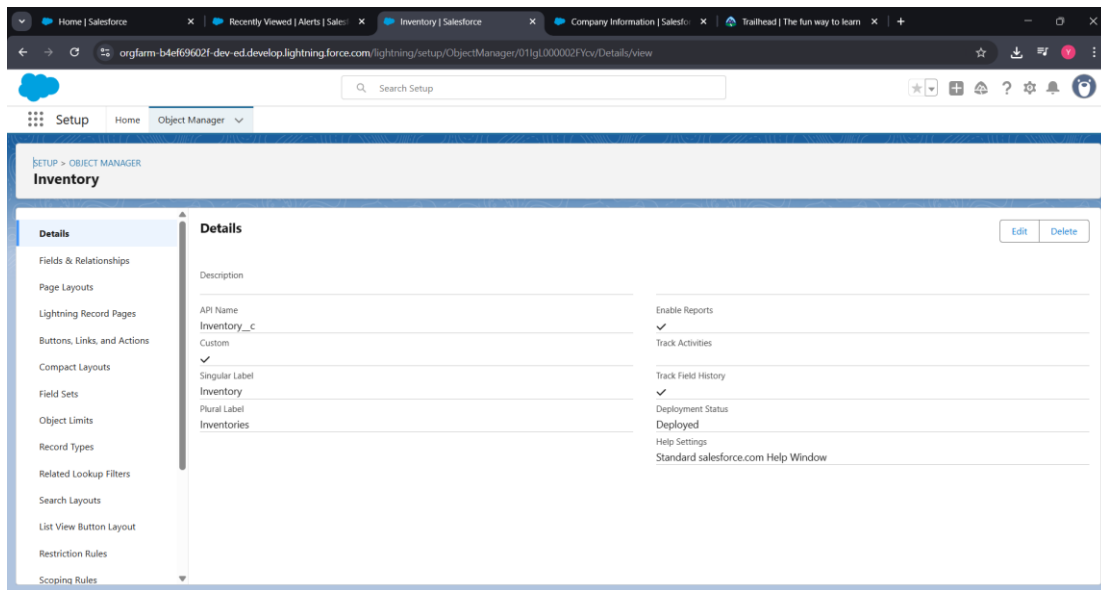 Home | Salesforce
Recently Viewed | Alerts | Sales
Inventory | Salesforce
Company Information | Salesfo
Trailhead | The fun way to learn
orgfarm-b4ef69602f-dev-ed.develop.lightning.force.com/lightning/setup/ObjectManager/01IgL000002FYcv/Details/view
Y
Search Setup
Setup Home Object Manager
SETUP > OBJECT MANAGER
Inventory
Details
Fields & Relationships
Page Layouts
Lightning Record Pages
Buttons, Links, and Actions
Compact Layouts
Field Sets
Object Limits
Record Types
Related Lookup Filters
Search Layouts
List View Button Layout
Restriction Rules
Scoping Rules
Details
Edit Delete
Description
API Name
Inventory__c
Custom
Singular Label
Inventory
Plural Label
Inventories
Enable Reports
Track Activities
Track Field History
Deployment Status
Deployed
Help Settings
Standard salesforce.com Help Window